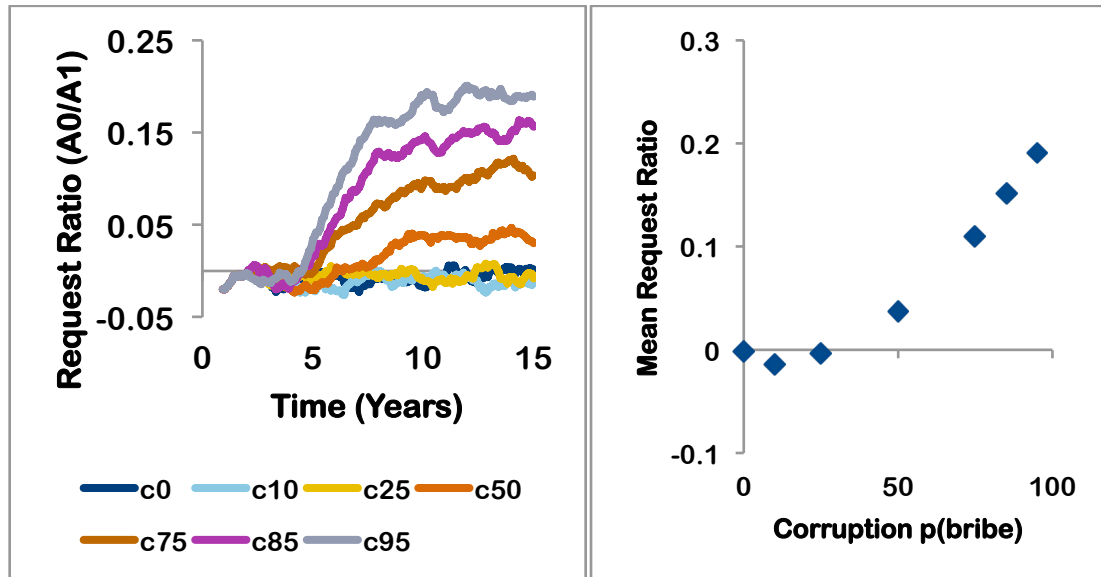 0.25
0.15
0.05
-0.05
Request Ratio (A0/A1)
0 5 10 15
Time (Years)
c0 c10 c25 c50
c75 c85 c95
0.3
0.2
0.1
0
-0.1
Mean Request Ratio
0 50 100
Corruption p(bribe)